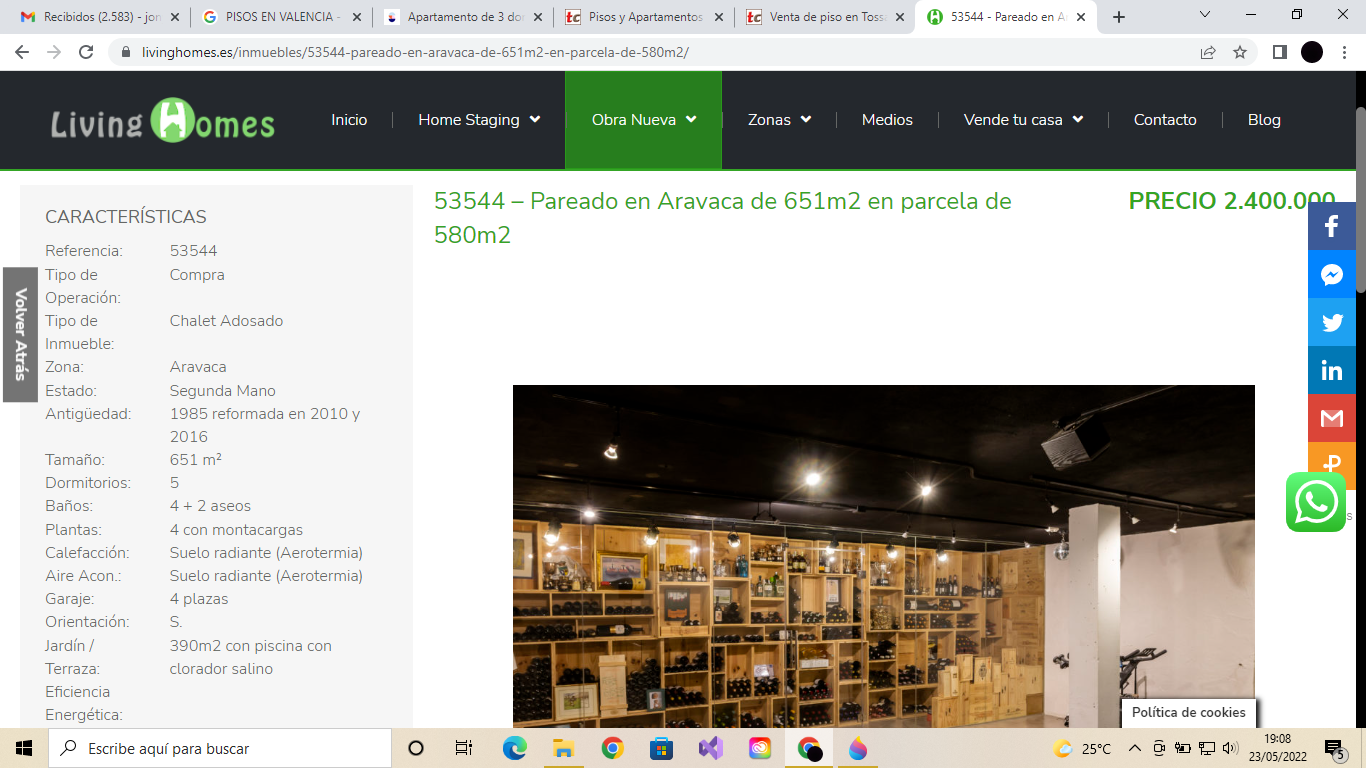 Recibidos (2.583) - jor
PISOS EN VALENCIA -
Apartamento de 3 dor
Pisos y Apartamentos
Venta de piso en Tossa
53544 - Pareado en A
livinghomes.es/inmuebles/53544-pareado-en-aravaca-de-651m2-en-parcela-de-580m2/
Living Homes
Inicio
Home Staging
Obra Nueva
Zonas
Medios
Vende tu casa
Contacto
Blog
Volver Atrás
CARACTERÍSTICAS
Referencia: 53544
Tipo de Compra
Operación:
Tipo de Chalet Adosado
Inmueble:
Zona: Aravaca
Estado: Segunda Mano
Antigüedad: 1985 reformada en 2010 y
2016
Tamaño: 651 m²
Dormitorios: 5
Baños: 4 + 2 aseos
Plantas: 4 con montacargas
Calefacción: Suelo radiante (Aerotermia)
Aire Acon.: Suelo radiante (Aerotermia)
Garaje: 4 plazas
Orientación: S.
Jardín / 390m2 con piscina con
Terraza: clorador salino
Eficiencia
Energética:
53544 – Pareado en Aravaca de 651m2 en parcela de
580m2
PRECIO 2.400.000
s
Política de cookies
Escribe aquí para buscar
25°C
19:08
23/05/2022
5